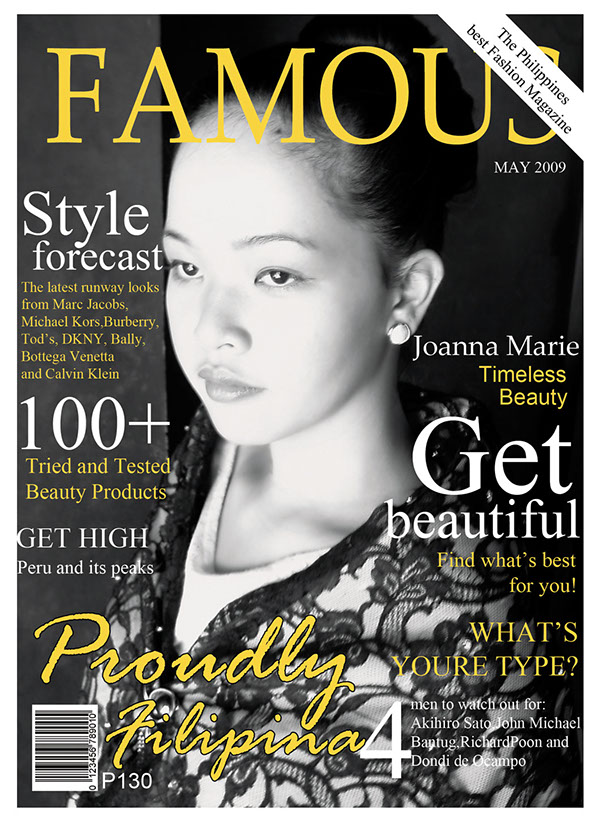 FAMOUS
The Philippines
best Fashion Magazine
MAY 2009
Style
forecast
The latest runway looks
from Marc Jacobs,
Michael Kors,Burberry,
Tod's, DKNY, Bally,
Bottega Venetta
and Calvin Klein
100+
Tried and Tested
Beauty Products
GET HIGH
Peru and its peaks
Joanna Marie
Timeless
Beauty
Get
beautiful
Find what's best
for you!
WHAT'S
YOURE TYPE?
4
men to watch out for:
Akihiro Sato,John Michael
Bantug,RichardPoon and
Dondi de Ocampo
Proudly
Filipina
0 123456 789010
P130